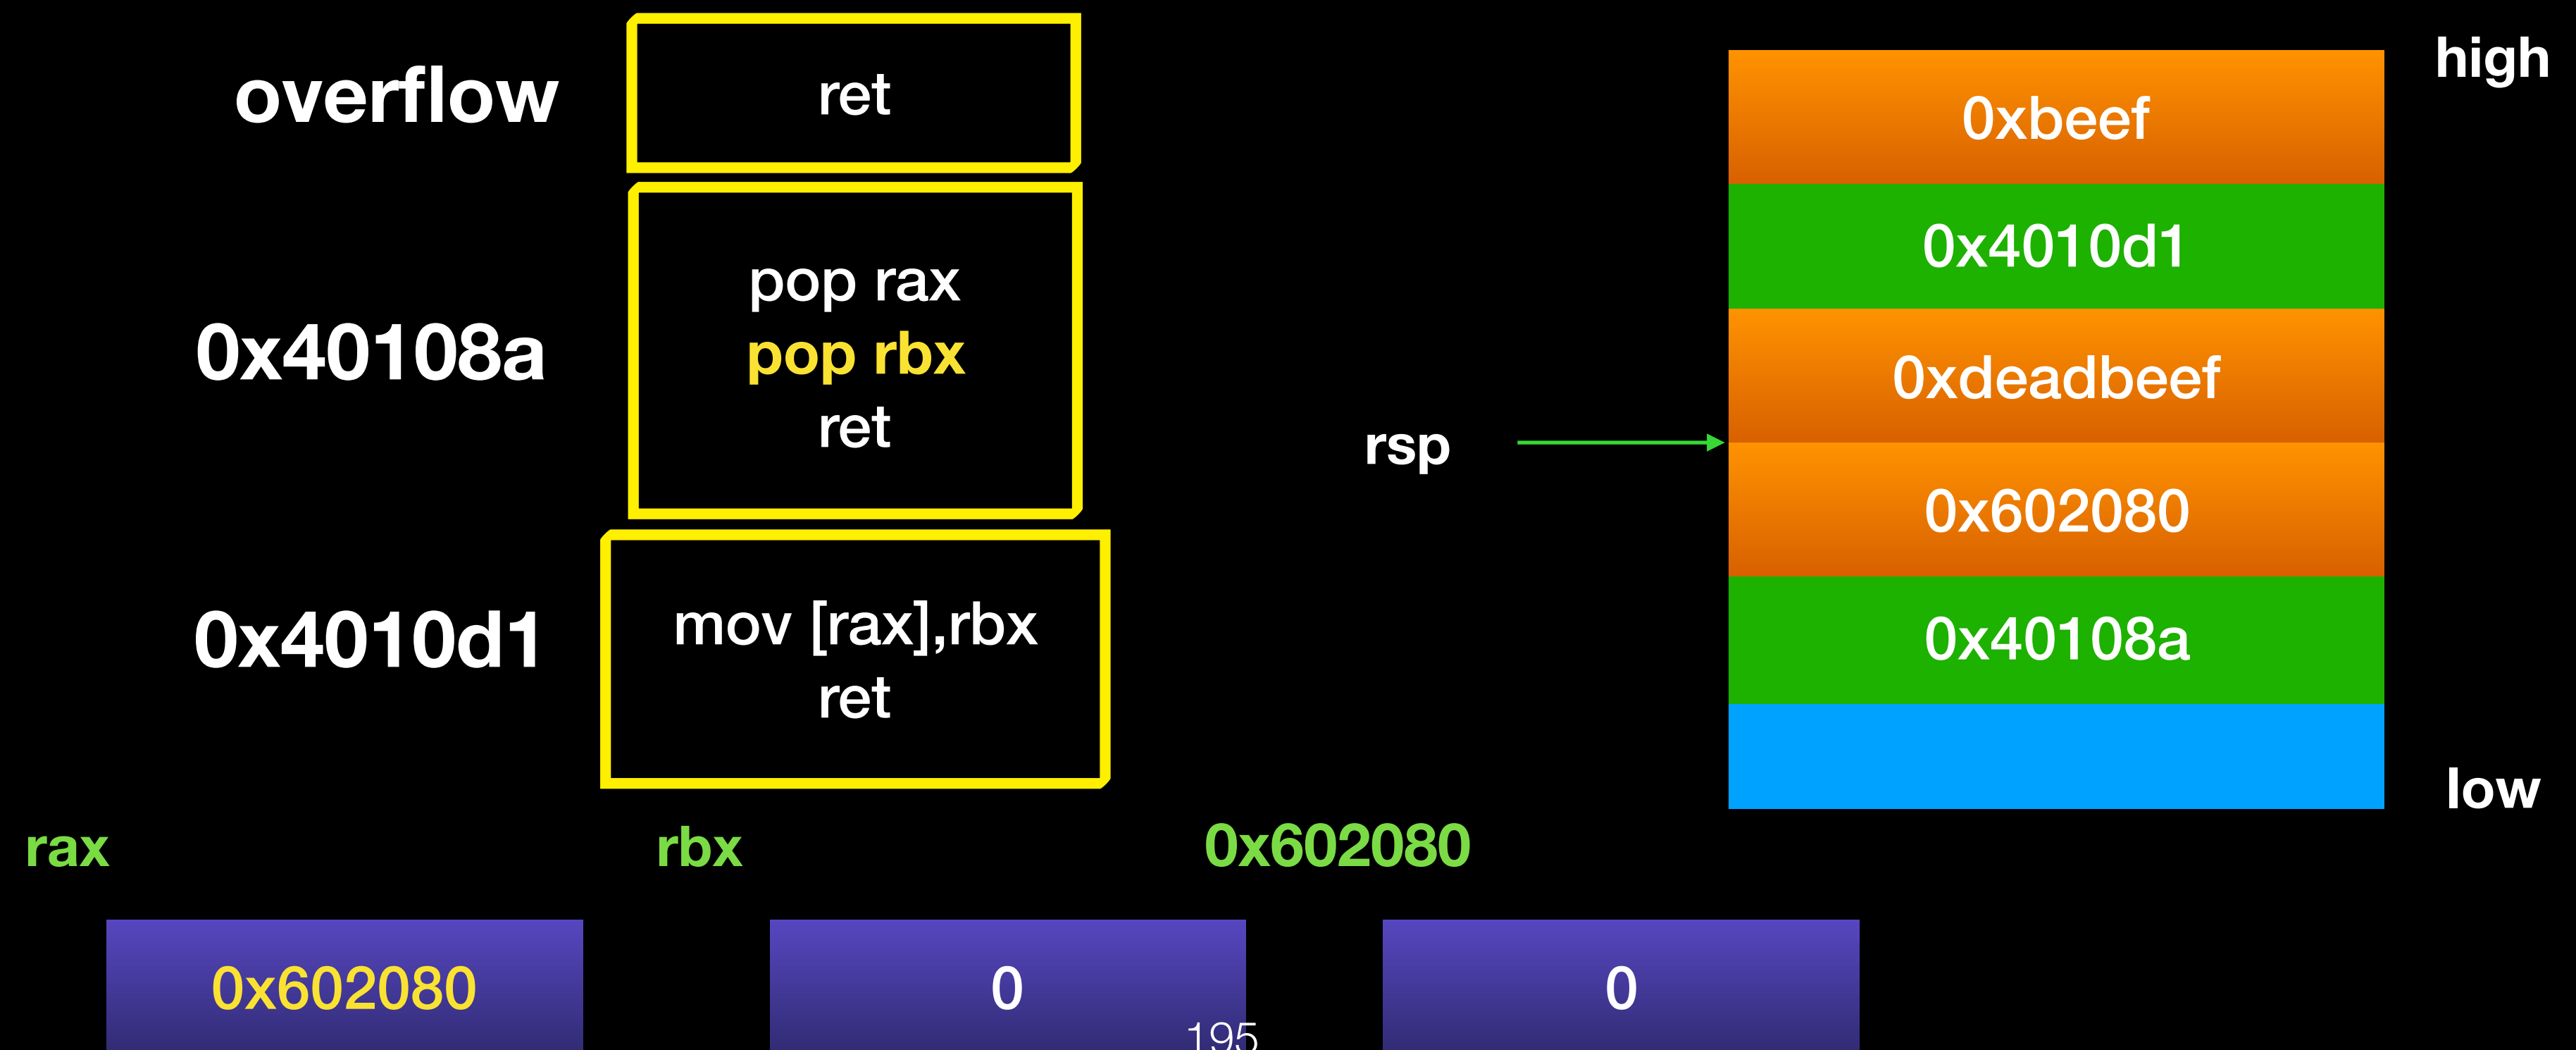 overflow
ret
0x40108a
pop rax
pop rbx
ret
0x4010d1
mov [rax],rbx
ret
rsp
high
0xbeef
0x4010d1
0xdeadbeef
0x602080
0x40108a
low
rax
rbx
0x602080
0x602080
0
0
195